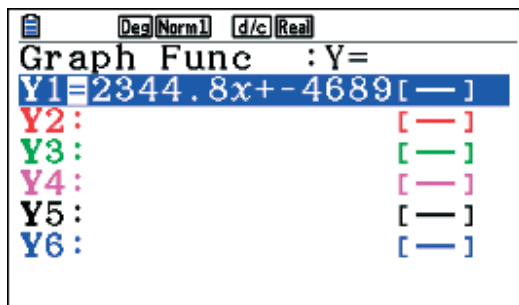 Deg Norm1 d/c Real
Graph Func :Y=
Y1=2344.8x+-4689[—]
Y2: [—]
Y3: [—]
Y4: [—]
Y5: [—]
Y6: [—]